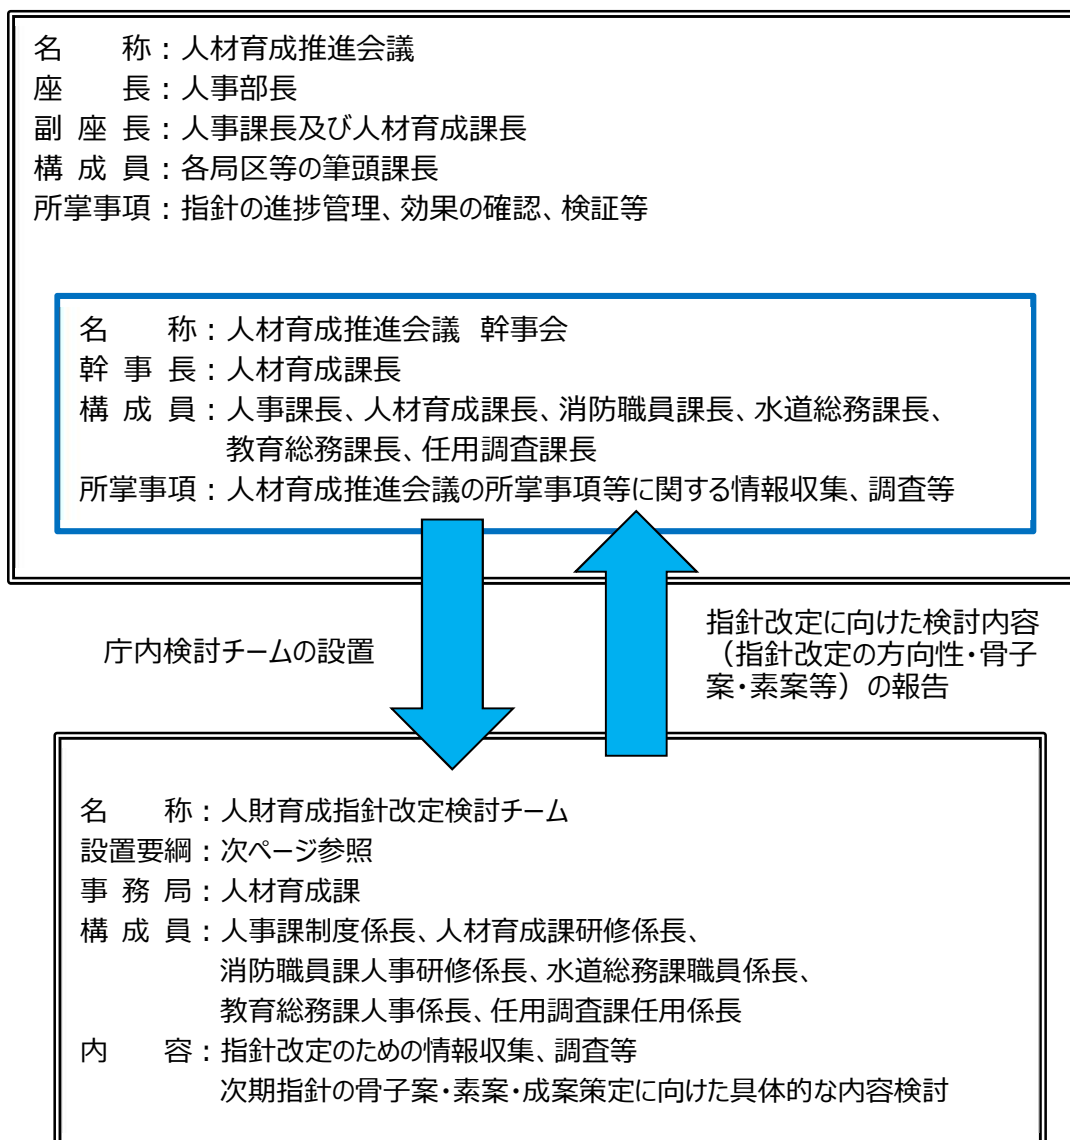 名　　称：人材育成推進会議
座　　長：人事部長
副 座 長：人事課長及び人材育成課長
構 成 員：各局区等の筆頭課長
所掌事項：指針の進捗管理、効果の確認、検証等
名　　称：人材育成推進会議　幹事会
幹 事 長：人材育成課長
構 成 員：人事課長、人材育成課長、消防職員課長、水道総務課長、
教育総務課長、任用調査課長
所掌事項：人材育成推進会議の所掌事項等に関する情報収集、調査等
庁内検討チームの設置
指針改定に向けた検討内容
（指針改定の方向性・骨子
案・素案等）の報告
名　　称：人財育成指針改定検討チーム
設置要綱：次ページ参照
事 務 局：人材育成課
構 成 員：人事課制度係長、人材育成課研修係長、
消防職員課人事研修係長、水道総務課職員係長、
教育総務課人事係長、任用調査課任用係長
内　　容：指針改定のための情報収集、調査等
次期指針の骨子案・素案・成案策定に向けた具体的な内容検討